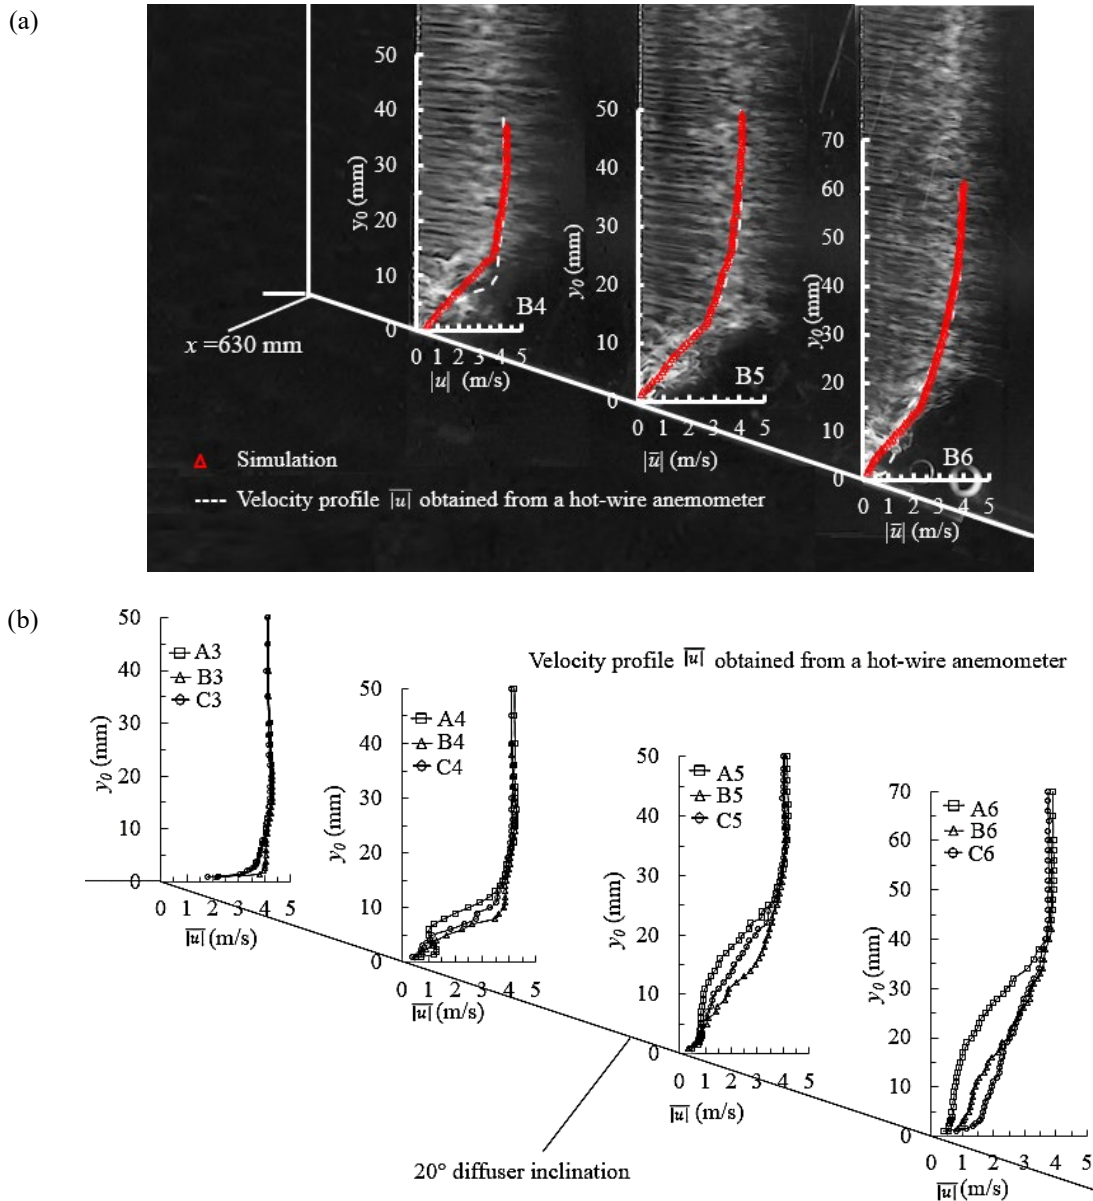 (a)
50
40
30
20
10
0
y₀ (mm)
B4
0 1 2 3 4 5
|u| (m/s)
x =630 mm
50
40
30
20
10
0
y₀ (mm)
B5
0 1 2 3 4 5
|u̅| (m/s)
70
60
50
40
30
20
10
0
y₀ (mm)
B6
0 1 2 3 4 5
|u̅| (m/s)
Simulation
Velocity profile |u|̅ obtained from a hot-wire anemometer
(b)
Velocity profile |u|̅ obtained from a hot-wire anemometer
50
40
30
20
10
0
y₀ (mm)
A3
B3
C3
0 1 2 3 4 5
|u|̅ (m/s)
50
40
30
20
10
0
y₀ (mm)
A4
B4
C4
0 1 2 3 4 5
|u|̅ (m/s)
50
40
30
20
10
0
y₀ (mm)
A5
B5
C5
0 1 2 3 4 5
|u|̅ (m/s)
70
60
50
40
30
20
10
0
y₀ (mm)
A6
B6
C6
0 1 2 3 4 5
|u|̅ (m/s)
20° diffuser inclination